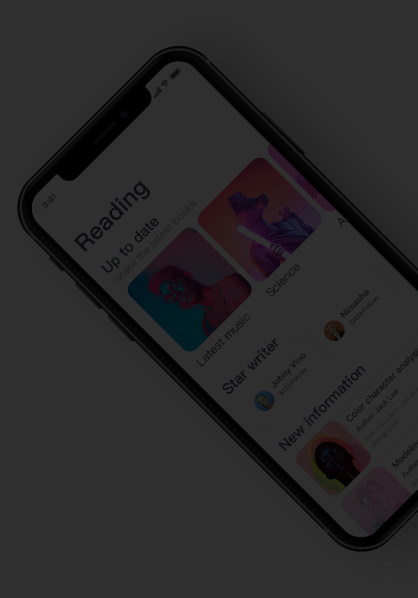 9:41
Reading
Up to date
Share the latest books
Latest music
Science
Star writer
Johny Vino
Nimasha
New information
Color character analysis
Author: Jack Lee